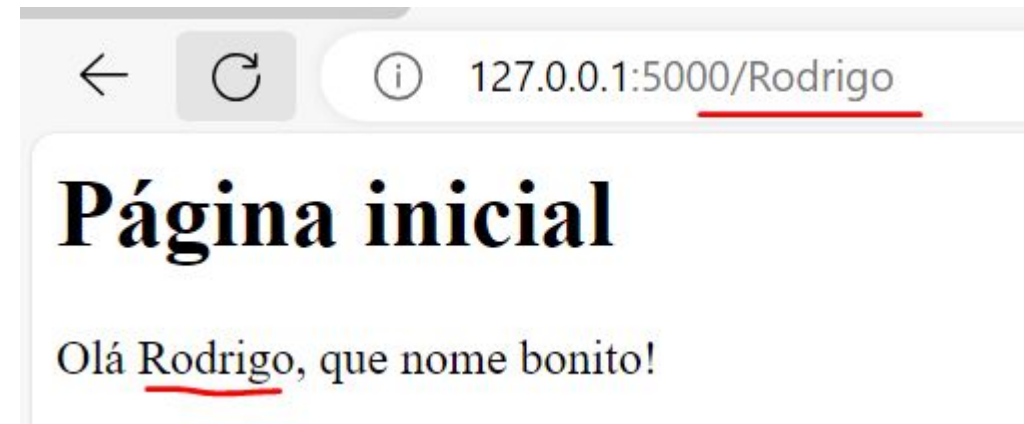 127.0.0.1:5000/Rodrigo
Página inicial
Olá Rodrigo, que nome bonito!